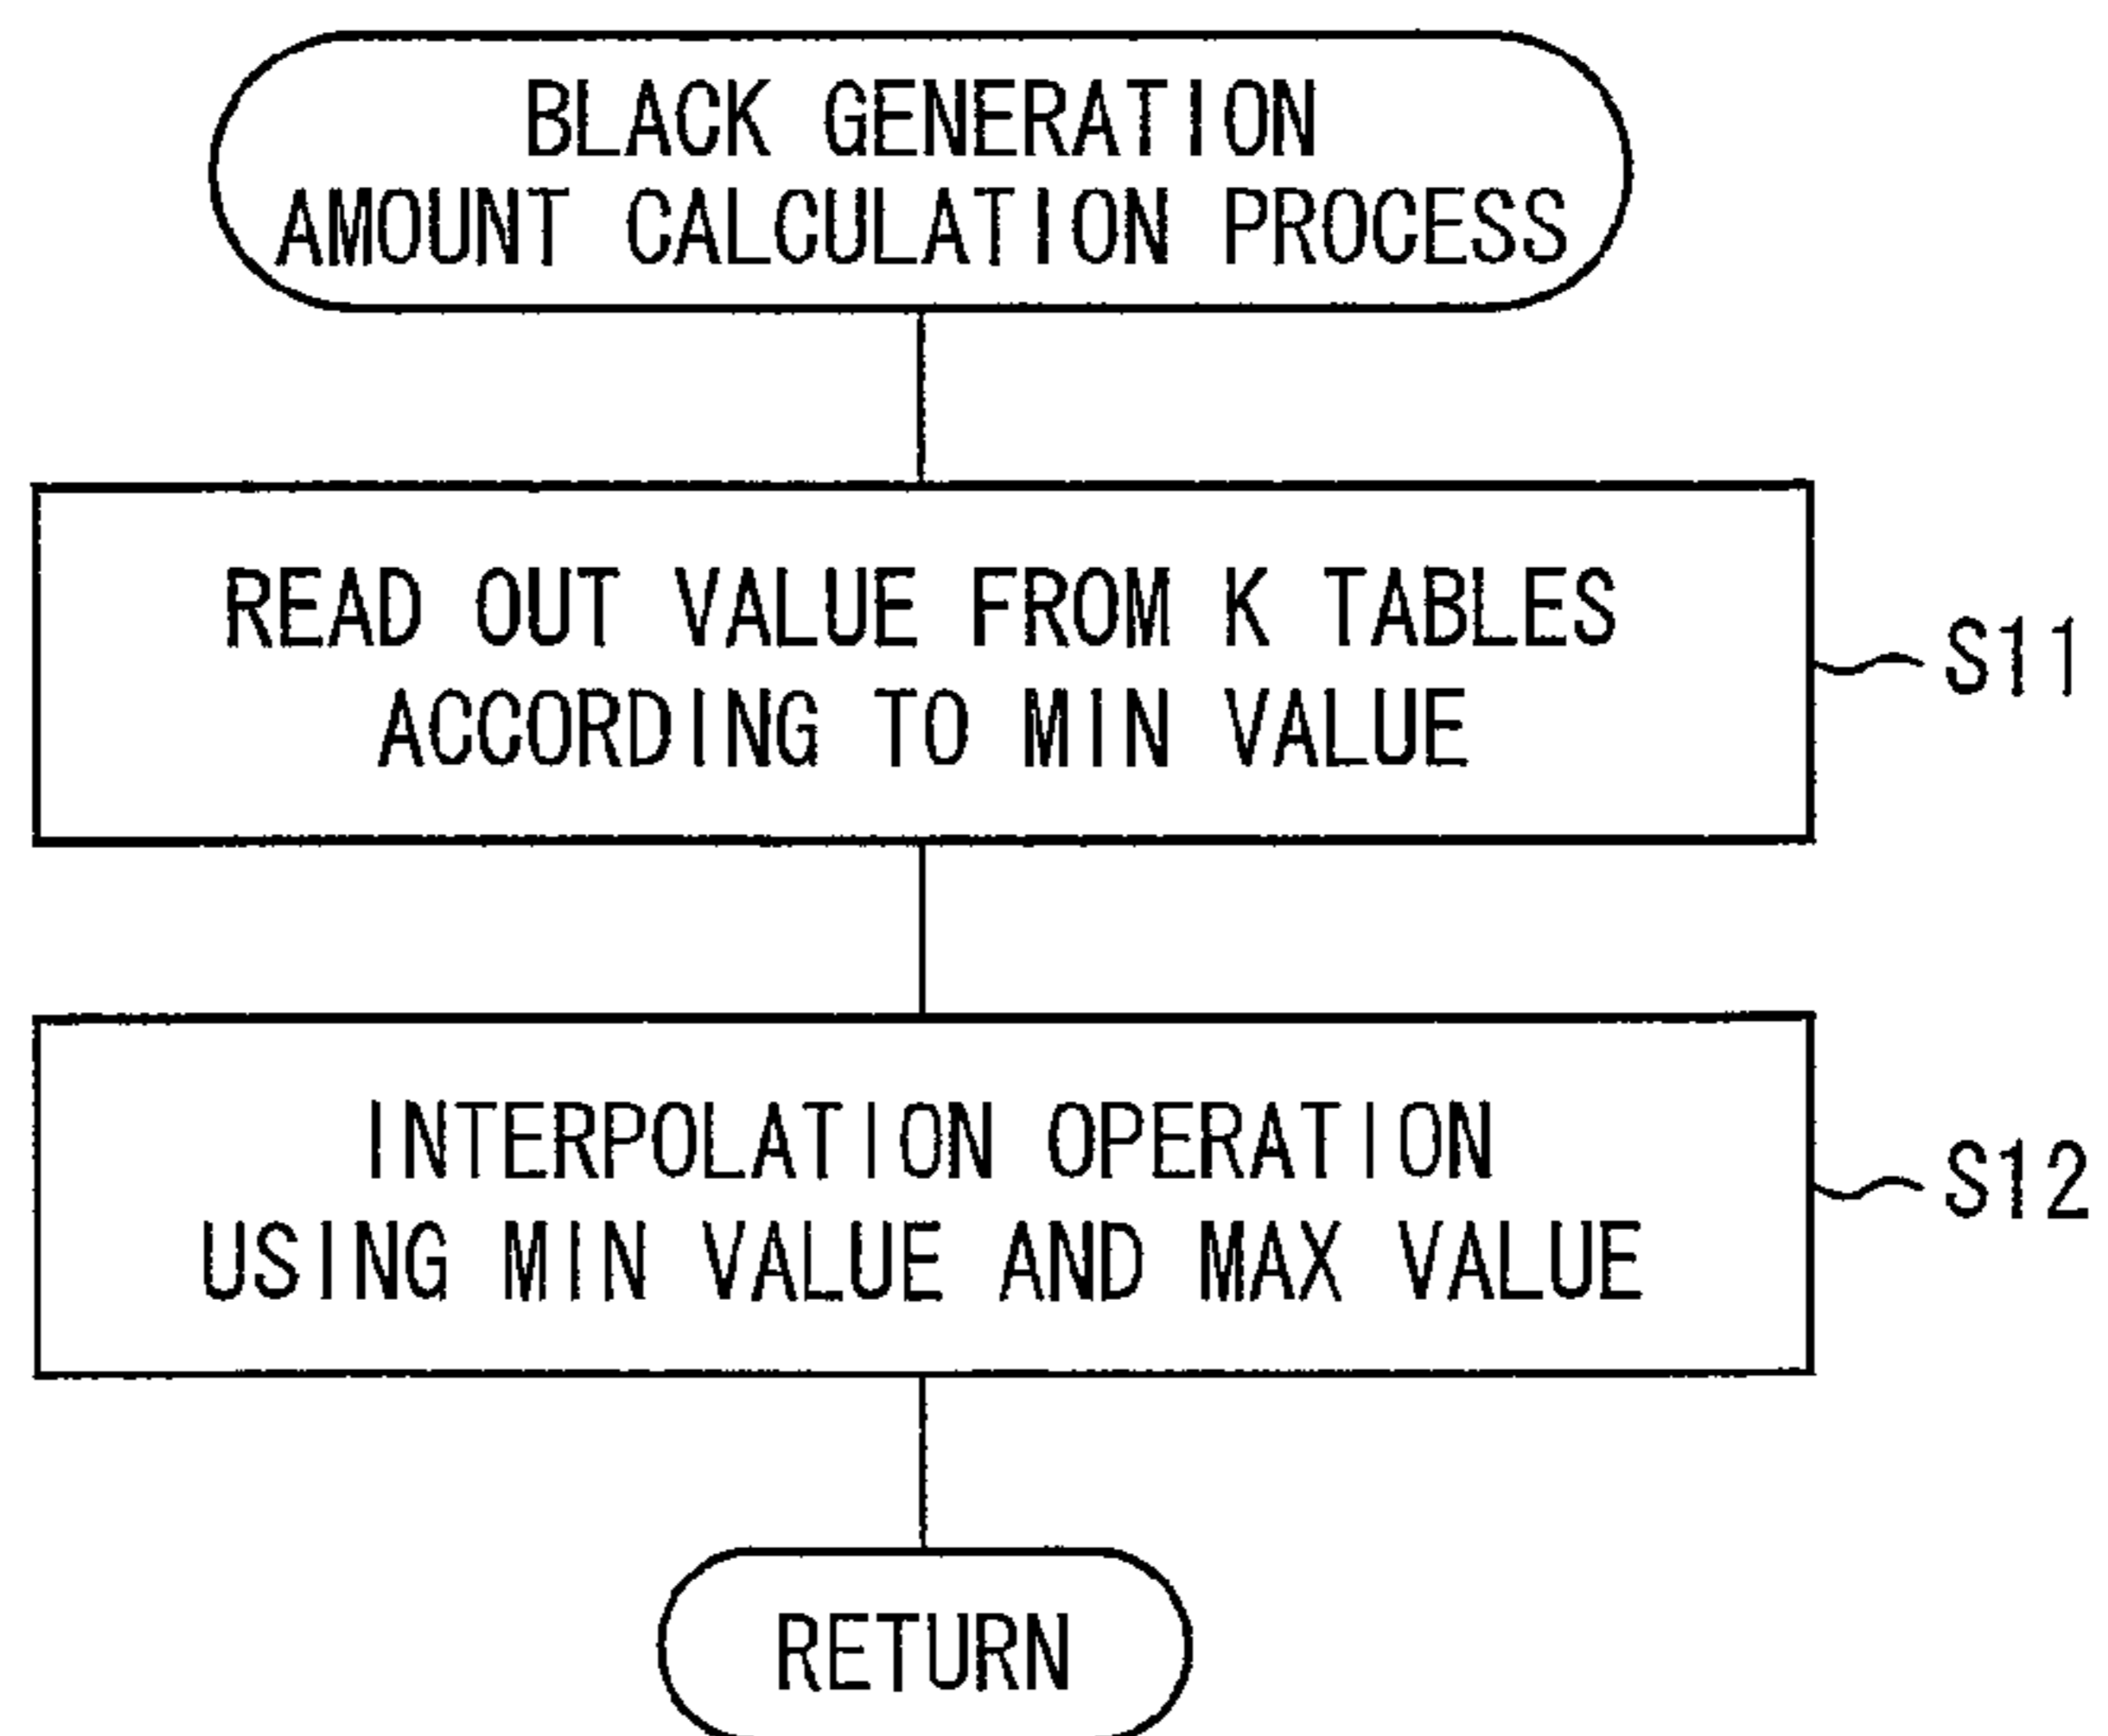 BLACK GENERATION
AMOUNT CALCULATION PROCESS
READ OUT VALUE FROM K TABLES
ACCORDING TO MIN VALUE
S11
INTERPOLATION OPERATION
USING MIN VALUE AND MAX VALUE
S12
RETURN